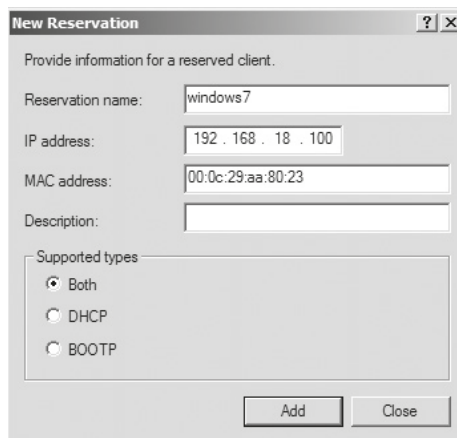 New Reservation
Provide information for a reserved client.
Reservation name: windows7
IP address: 192 . 168 . 18 . 100
MAC address: 00:0c:29:aa:80:23
Description:
Supported types
Both
DHCP
BOOTP
Add Close